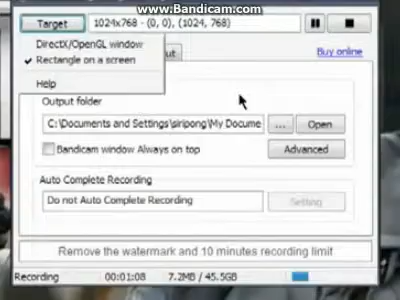 www.Bandicam.com
Target
1024x768 - (0, 0), (1024, 768)
DirectX/OpenGL window
Rectangle on a screen
Help
ut
Buy online
Output folder
C:\Documents and Settings\siripong\My Docume
...
Open
Bandicam window Always on top
Advanced
Auto Complete Recording
Do not Auto Complete Recording
Setting
Remove the watermark and 10 minutes recording limit
Recording
00:01:08
7.2MB / 45.5GB